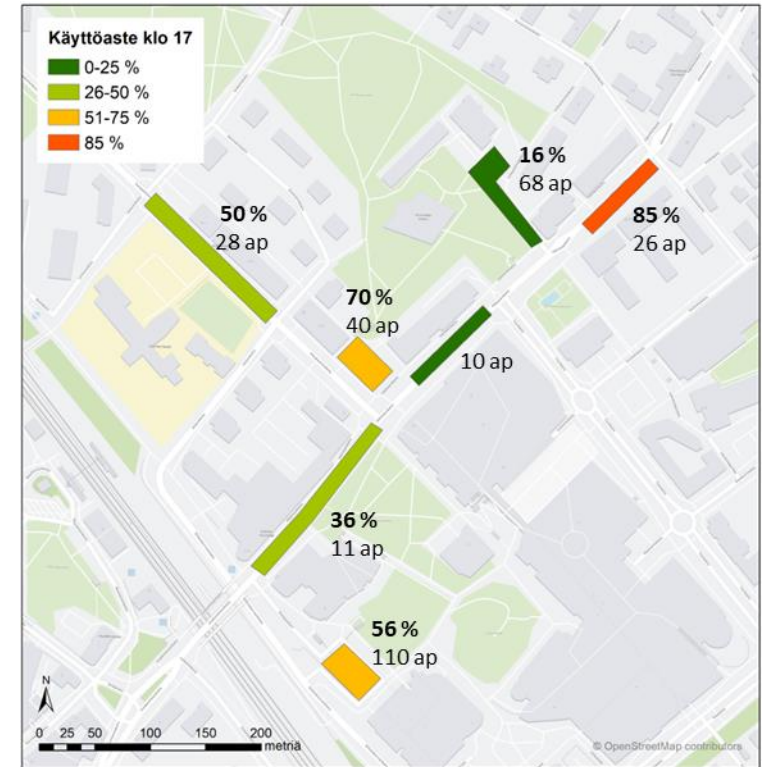 Käyttöaste klo 17
0-25 %
26-50 %
51-75 %
85 %
16 %
68 ap
50 %
28 ap
85 %
26 ap
70 %
40 ap
10 ap
36 %
11 ap
56 %
110 ap
N
0 25 50 100 150 200
metriä
© OpenStreetMap contributors